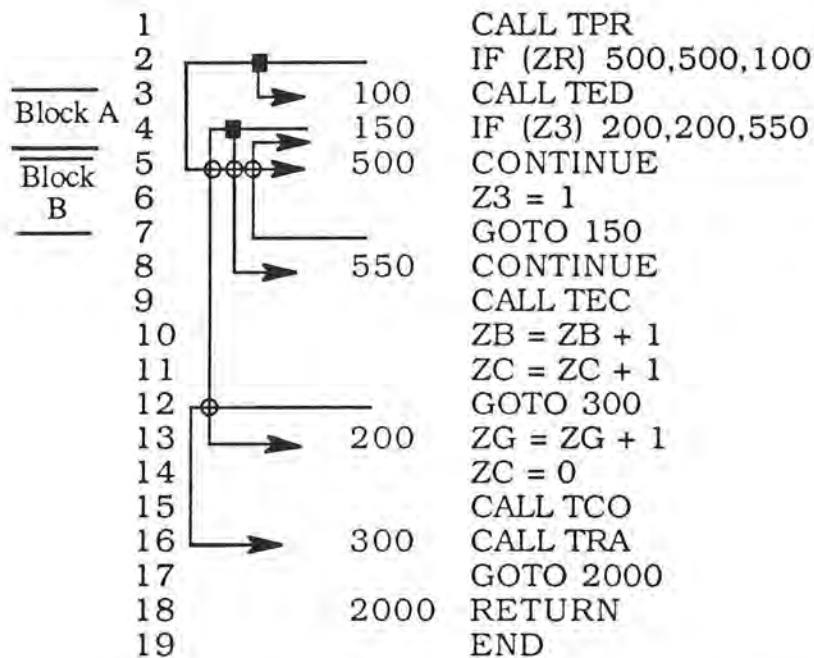 1 CALL TPR
2 IF (ZR) 500,500,100
3 100 CALL TED
Block A
4 150 IF (Z3) 200,200,550
5 500 CONTINUE
Block
6 Z3 = 1
B
7 GOTO 150
8 550 CONTINUE
9 CALL TEC
10 ZB = ZB + 1
11 ZC = ZC + 1
12 GOTO 300
13 200 ZG = ZG + 1
14 ZC = 0
15 CALL TCO
16 300 CALL TRA
17 GOTO 2000
18 2000 RETURN
19 END